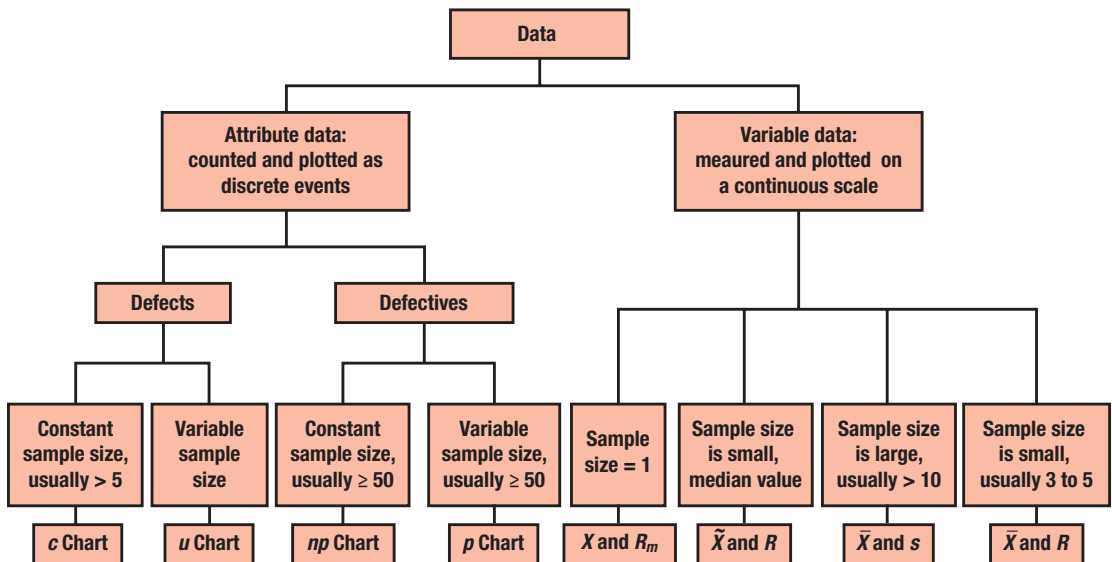 Data
Attribute data:
counted and plotted as
discrete events
Variable data:
meaured and plotted on
a continuous scale
Defects
Defectives
Constant
sample size,
usually > 5
Variable
sample
size
Constant
sample size,
usually ≥ 50
Variable
sample size,
usually ≥ 50
Sample
size = 1
Sample size
is small,
median value
Sample size
is large,
usually > 10
Sample size
is small,
usually 3 to 5
c Chart
u Chart
np Chart
p Chart
X and Rₘ
X̃ and R
X̄ and s
X̄ and R